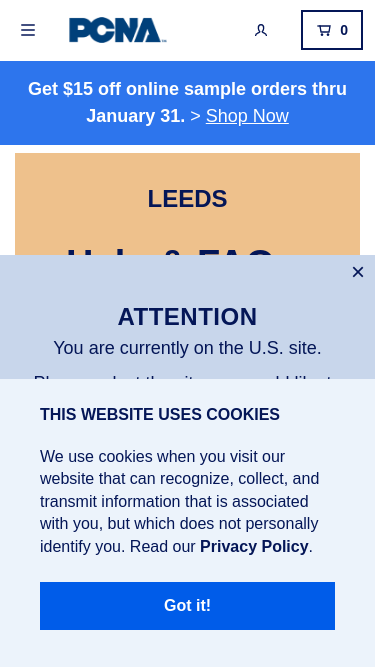 PCNA
0
Get $15 off online sample orders thru
January 31. > Shop Now
LEEDS
Help & FAQs
ATTENTION
You are currently on the U.S. site.
THIS WEBSITE USES COOKIES
We use cookies when you visit our
website that can recognize, collect, and
transmit information that is associated
with you, but which does not personally
identify you. Read our Privacy Policy.
Got it!